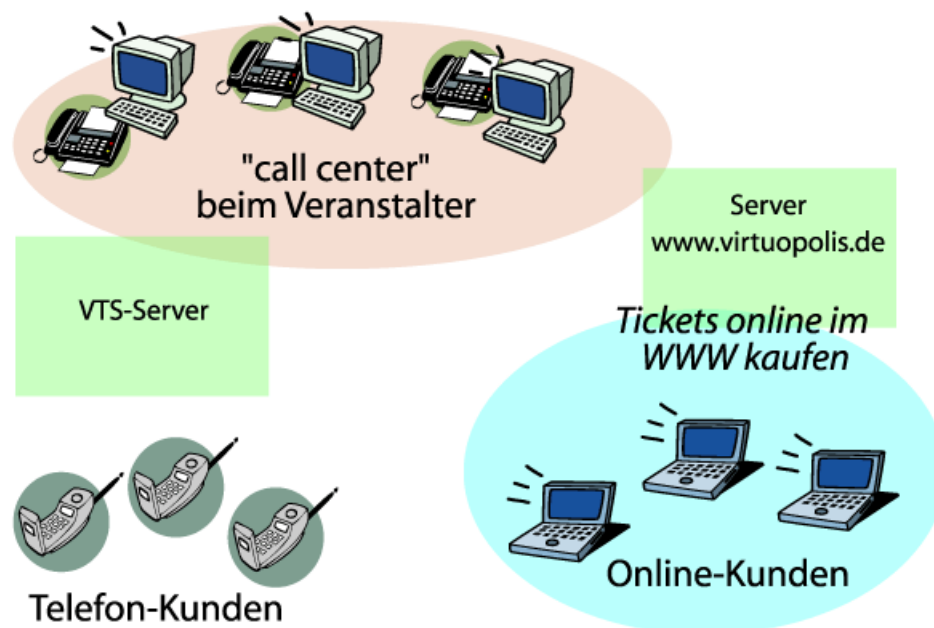 "call center"
beim Veranstalter
Server
www.virtuopolis.de
VTS-Server
Tickets online im
WWW kaufen
Online-Kunden
Telefon-Kunden